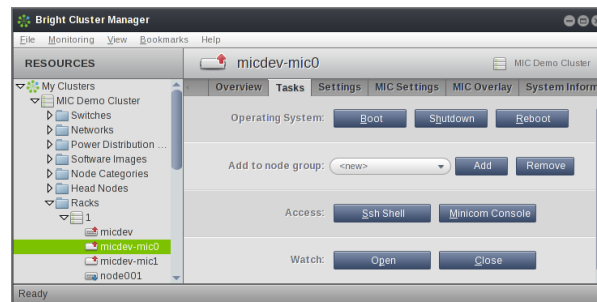 Bright Cluster Manager
File Monitoring View Bookmarks Help
RESOURCES
micdev-mic0
MIC Demo Cluster
My Clusters
MIC Demo Cluster
Switches
Networks
Power Distribution ...
Software Images
Node Categories
Head Nodes
Racks
1
micdev
micdev-mic0
micdev-mic1
node001
Overview Tasks Settings MIC Settings MIC Overlay System Inform
Operating System: Boot Shutdown Reboot
Add to node group: <new> Add Remove
Access: Ssh Shell Minicom Console
Watch: Open Close
Ready